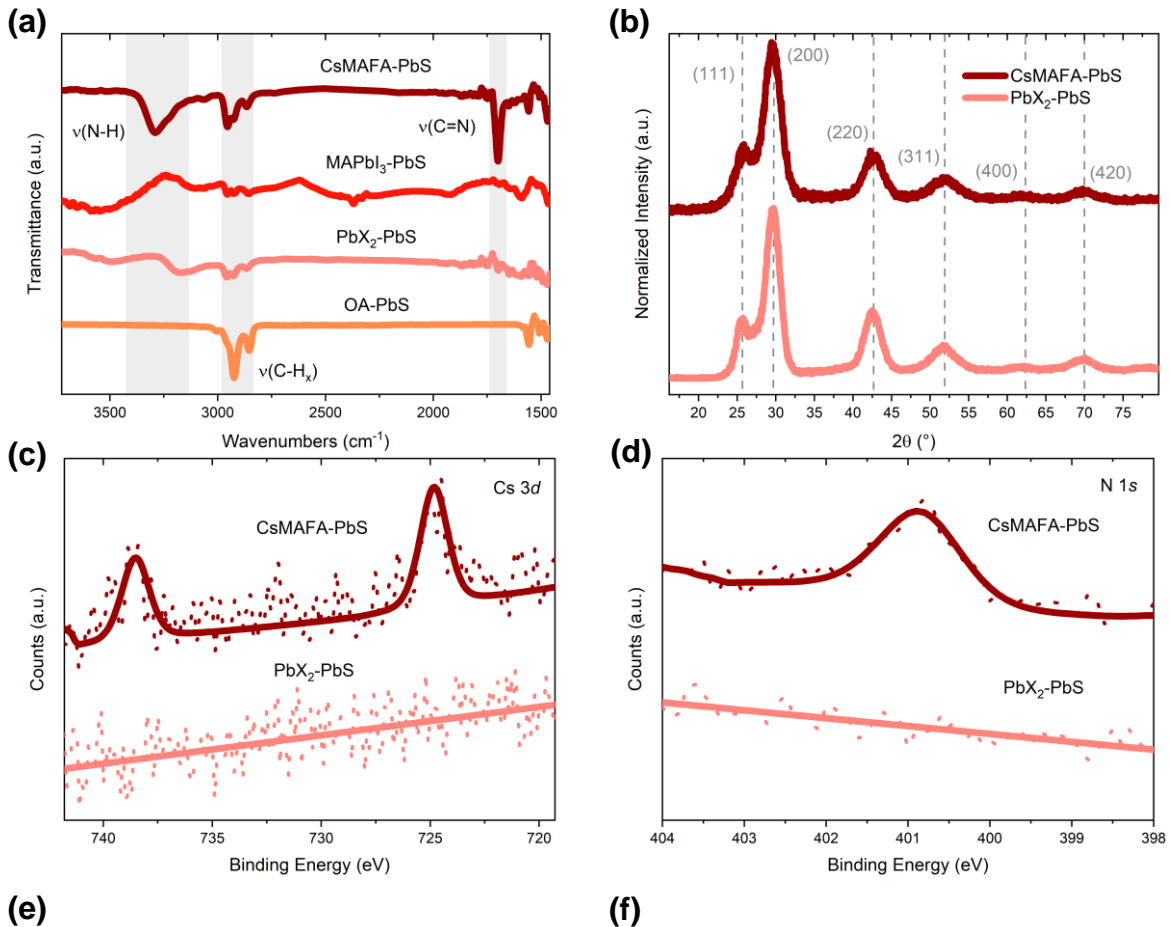 (a)
CsMAFA-PbS
ν(N-H)
ν(C=N)
MAPbI₃-PbS
PbX₂-PbS
OA-PbS
ν(C-Hₓ)
Transmittance (a.u.)
3500 3000 2500 2000 1500
Wavenumbers (cm⁻¹)
(b)
(111)
(200)
CsMAFA-PbS
PbX₂-PbS
(220)
(311)
(400)
(420)
Normalized Intensity (a.u.)
20 25 30 35 40 45 50 55 60 65 70 75
2θ (°)
(c)
Cs 3d
CsMAFA-PbS
PbX₂-PbS
Counts (a.u.)
740 735 730 725 720
Binding Energy (eV)
(d)
N 1s
CsMAFA-PbS
PbX₂-PbS
Counts (a.u.)
404 403 402 401 400 399 398
Binding Energy (eV)
(e)
(f)